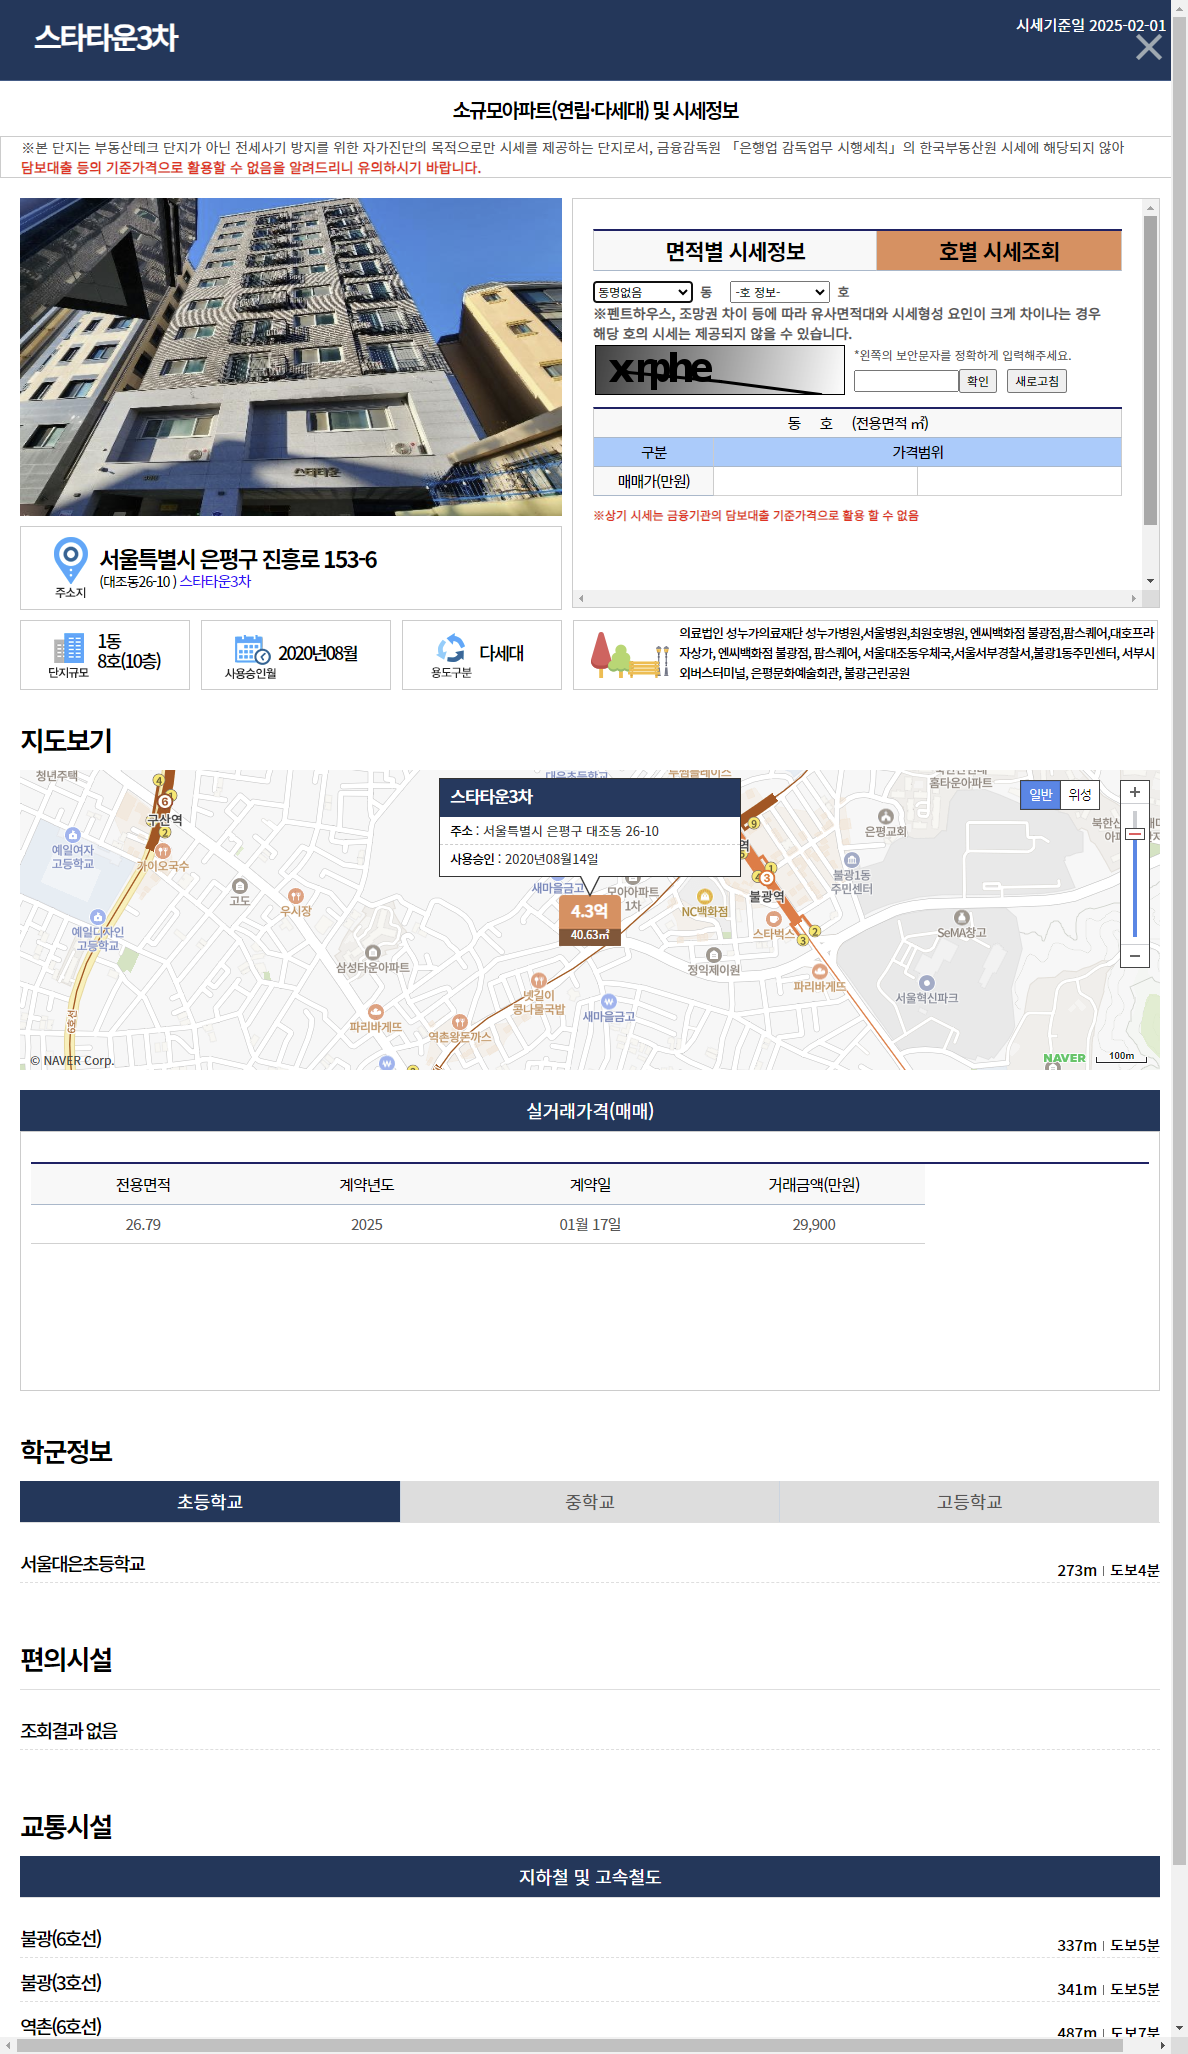 스타타운3차
시세기준일 2025-02-01
소규모아파트(연립·다세대) 및 시세정보
※본 단지는 부동산테크 단지가 아닌 전세사기 방지를 위한 자가진단의 목적으로만 시세를 제공하는 단지로서, 금융감독원 「은행업 감독업무 시행세칙」의 한국부동산원 시세에 해당되지 않아
담보대출 등의 기준가격으로 활용할 수 없음을 알려드리니 유의하시기 바랍니다.
스타타운
면적별 시세정보 호별 시세조회
동명없음 동 -호 정보- 호
※펜트하우스, 조망권 차이 등에 따라 유사면적대와 시세형성 요인이 크게 차이나는 경우
해당 호의 시세는 제공되지 않을 수 있습니다.
*왼쪽의 보안문자를 정확하게 입력해주세요.
확인 새로고침
동 호 (전용면적 ㎡)
구분 가격범위
매매가(만원)
※상기 시세는 금융기관의 담보대출 기준가격으로 활용 할 수 없음
주소지
서울특별시 은평구 진흥로 153-6
(대조동26-10 ) 스타타운3차
단지규모
1동
8호(10층)
사용승인월
2020년08월
용도구분
다세대
의료법인 성누가의료재단 성누가병원,서울병원,최원호병원, 엔씨백화점 불광점,팜스퀘어,대호프라
자상가, 엔씨백화점 불광점, 팜스퀘어, 서울대조동우체국,서울서부경찰서,불광1동주민센터, 서부시
외버스터미널, 은평문화예술회관, 불광근린공원
지도보기
청년주택
대은초등학교
투썸플레이스
홈타운아파트
스타타운3차
주소 : 서울특별시 은평구 대조동 26-10
사용승인 : 2020년08월14일
일반 위성
구산역
은평교회
예일여자
고등학교
가이오국수
불광1동
주민센터
고도
우시장
새마을금고
모아아파트
1차
NC백화점
불광역
4.3억
40.63㎡
예일디자인
고등학교
스타벅스
SeMA창고
삼성타운아파트
정익제이원
넷길이
콩나물국밥
파리바게뜨
서울혁신파크
새마을금고
파리바게뜨
역촌왕돈까스
6호선
© NAVER Corp.
NAVER
100m
실거래가격(매매)
전용면적 계약년도 계약일 거래금액(만원)
26.79 2025 01월 17일 29,900
학군정보
초등학교 중학교 고등학교
서울대은초등학교 273m 도보4분
편의시설
조회결과 없음
교통시설
지하철 및 고속철도
불광(6호선) 337m 도보5분
불광(3호선) 341m 도보5분
역촌(6호선) 487m 도보7분